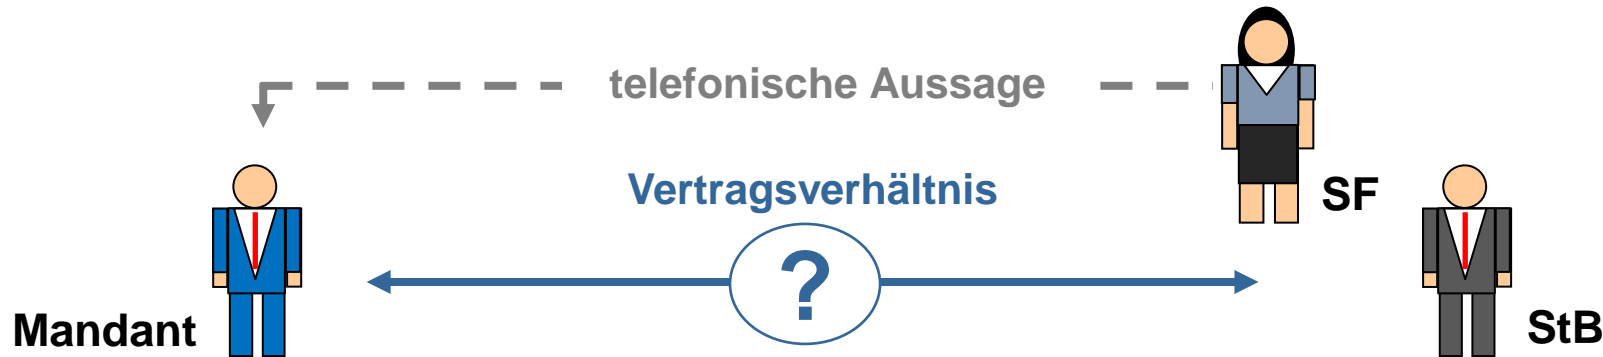 telefonische Aussage
Vertragsverhältnis
SF
?
Mandant
StB